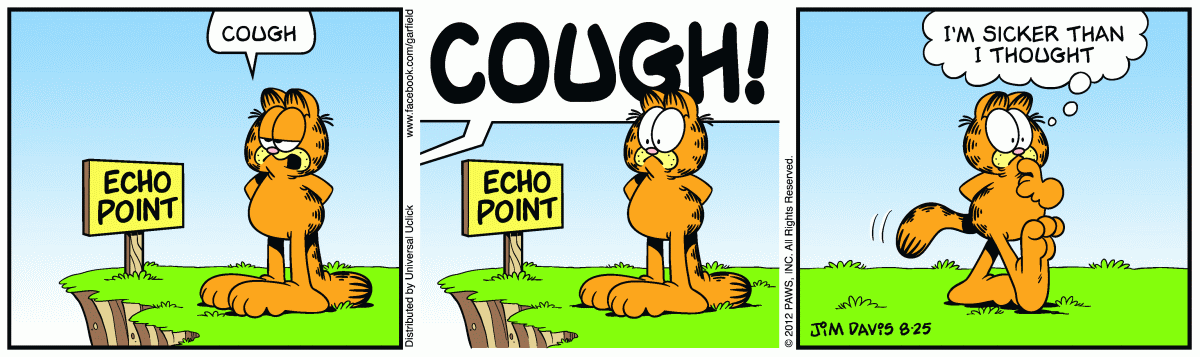 COUGH
ECHO
POINT
www.facebook.com/garfield
Distributed by Universal Uclick
COUGH!
ECHO
POINT
© 2012 PAWS, INC. All Rights Reserved.
I'M SICKER THAN
I THOUGHT
JIM DAVIS 8·25